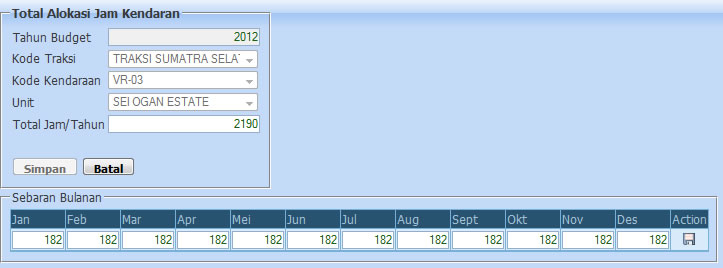 Total Alokasi Jam Kendaran
Tahun Budget 2012
Kode Traksi TRAKSI SUMATRA SELA
Kode Kendaraan VR-03
Unit SEI OGAN ESTATE
Total Jam/Tahun 2190
Simpan Batal
Sebaran Bulanan
Jan Feb Mar Apr Mei Jun Jul Aug Sept Okt Nov Des Action
182 182 182 182 182 182 182 182 182 182 182 182